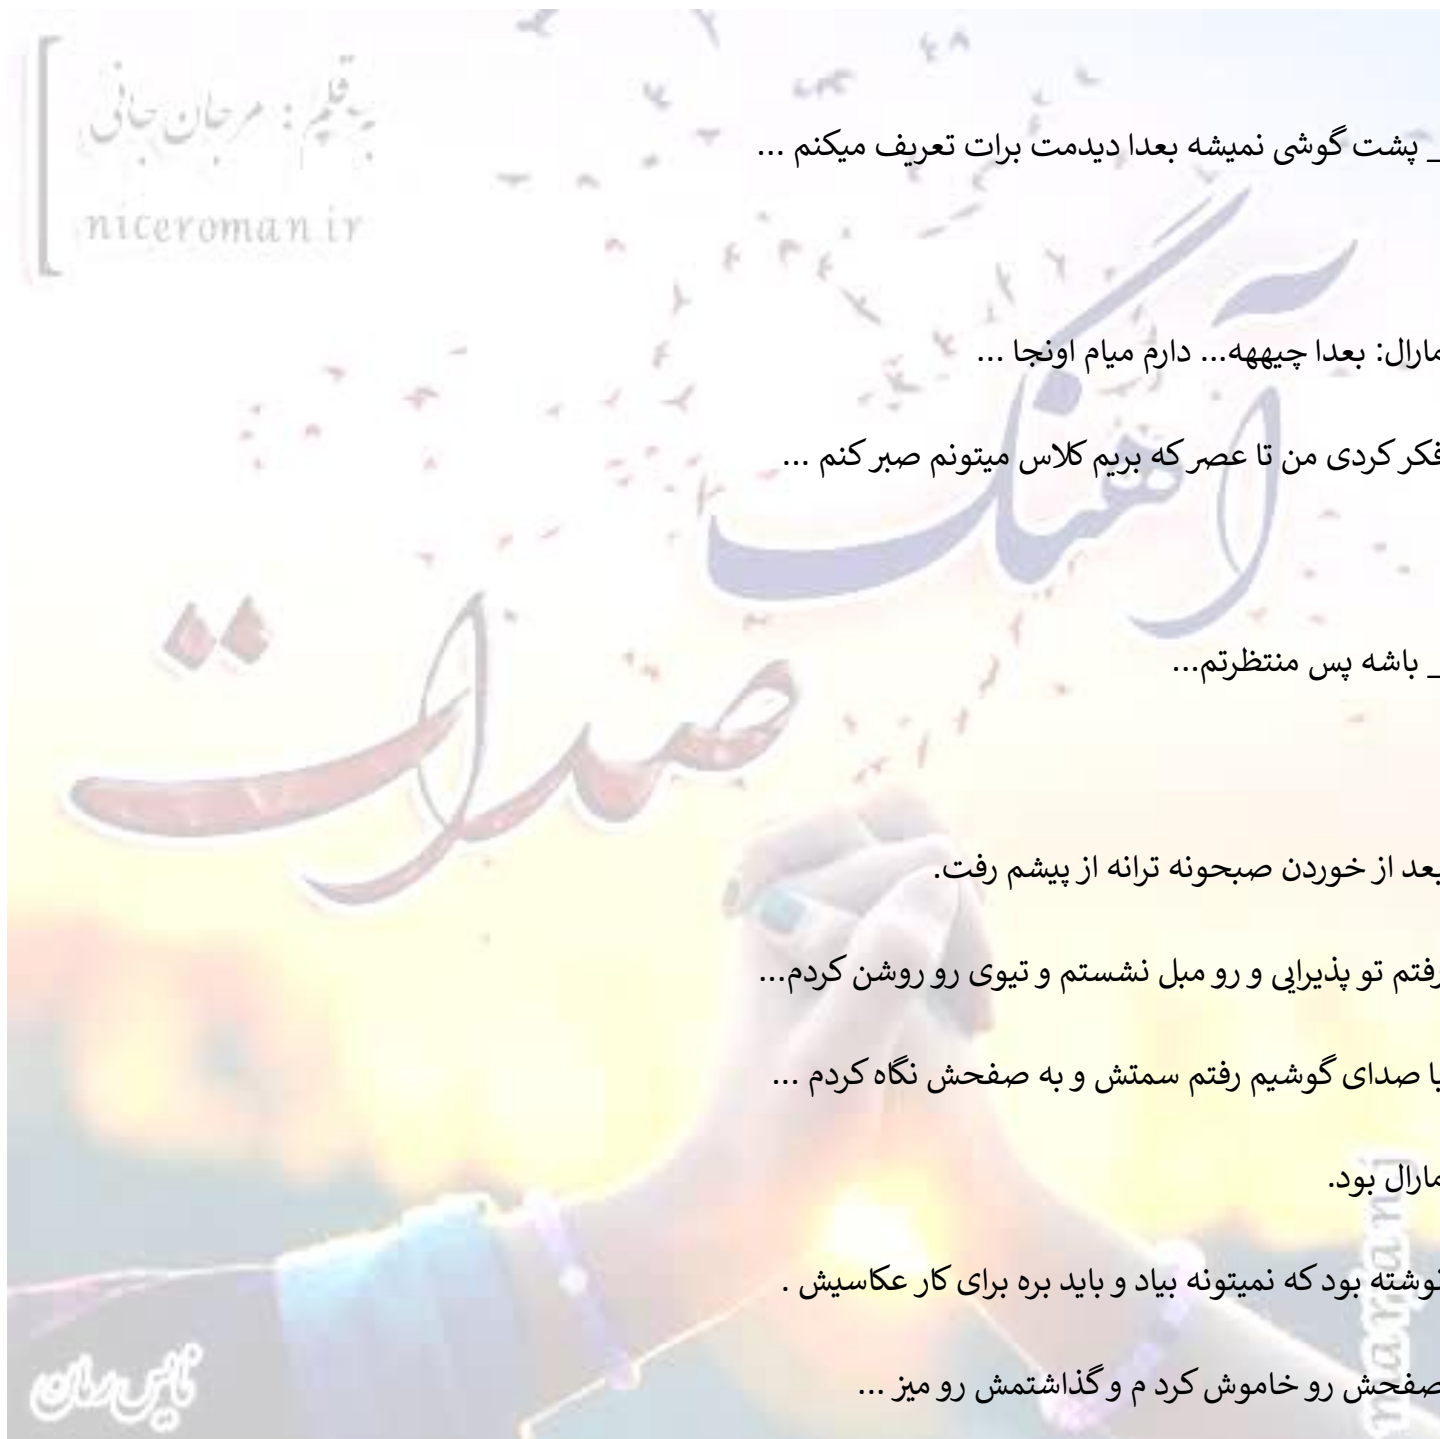 به قلم : مرجان جانی
niceroman.ir
_ پشت گوشی نمیشه بعدا دیدمت برات تعریف میکنم ...
مارال: بعدا چیههه... دارم میام اونجا ...
فکر کردی من تا عصر که بریم کلاس میتونم صبر کنم ...
_ باشه پس منتظرتم...
بعد از خوردن صبحونه ترانه از پیشم رفت.
رفتم تو پذیرایی و رو مبل نشستم و تیوی رو روشن کردم...
با صدای گوشیم رفتم سمتش و به صفحش نگاه کردم ...
مارال بود.
نوشته بود که نمیتونه بیاد و باید بره برای کار عکاسیش .
صفحش رو خاموش کرد م و گذاشتمش رو میز ...
آهنگ
صدات
نایس رمان